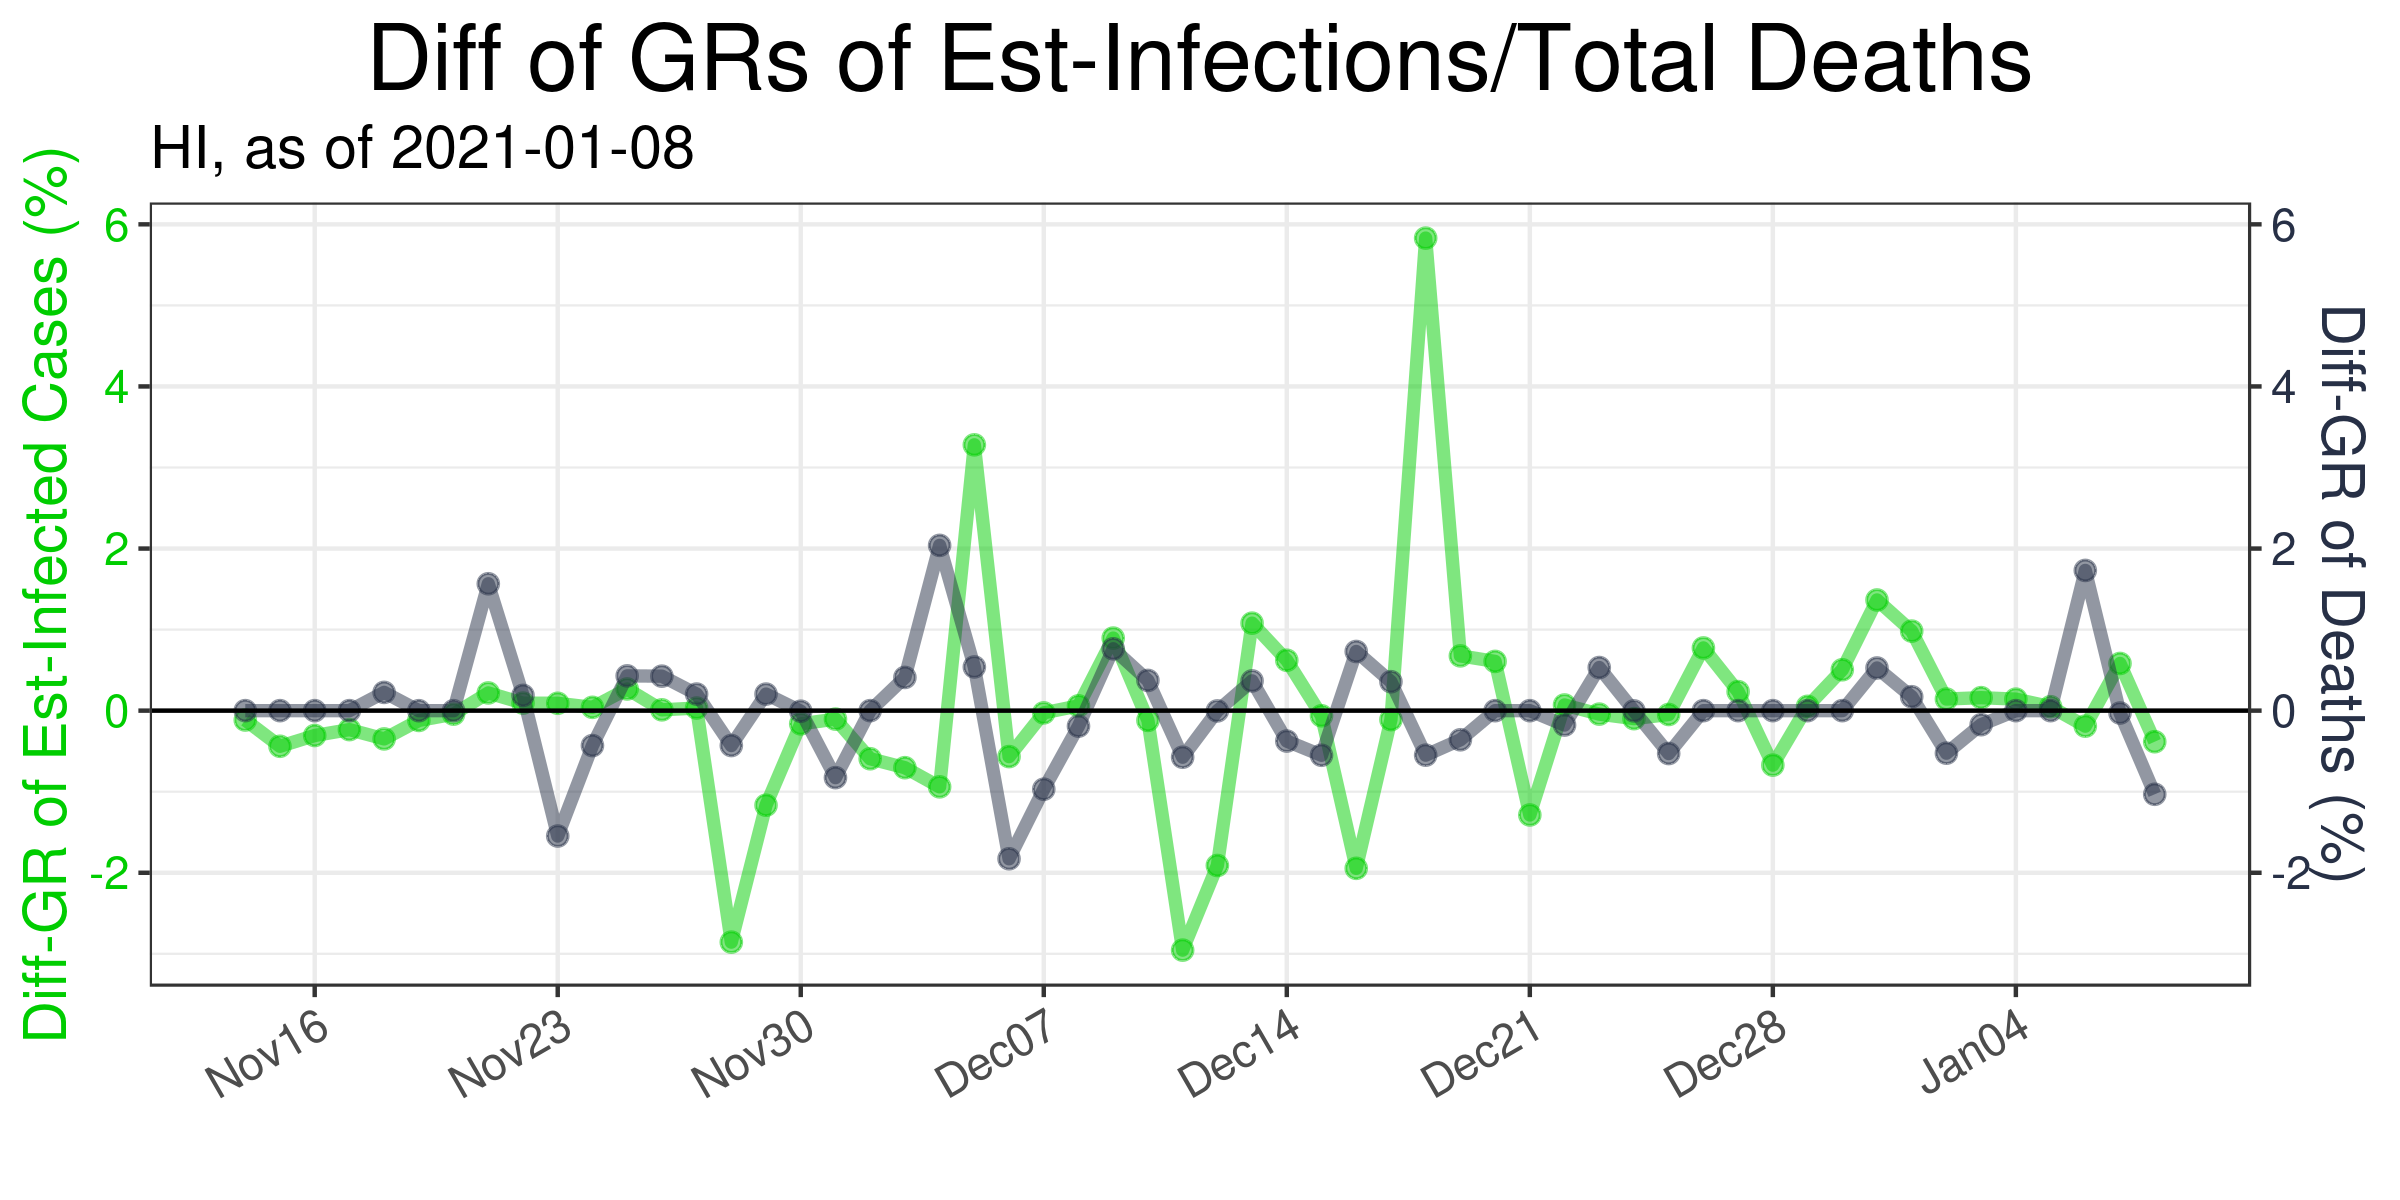 Diff of GRs of Est-Infections/Total Deaths
HI, as of 2021-01-08
Diff-GR of Est-Infected Cases (%)
6
4
2
0
-2
6
4
2
0
-2
Diff-GR of Deaths (%)
Nov16
Nov23
Nov30
Dec07
Dec14
Dec21
Dec28
Jan04